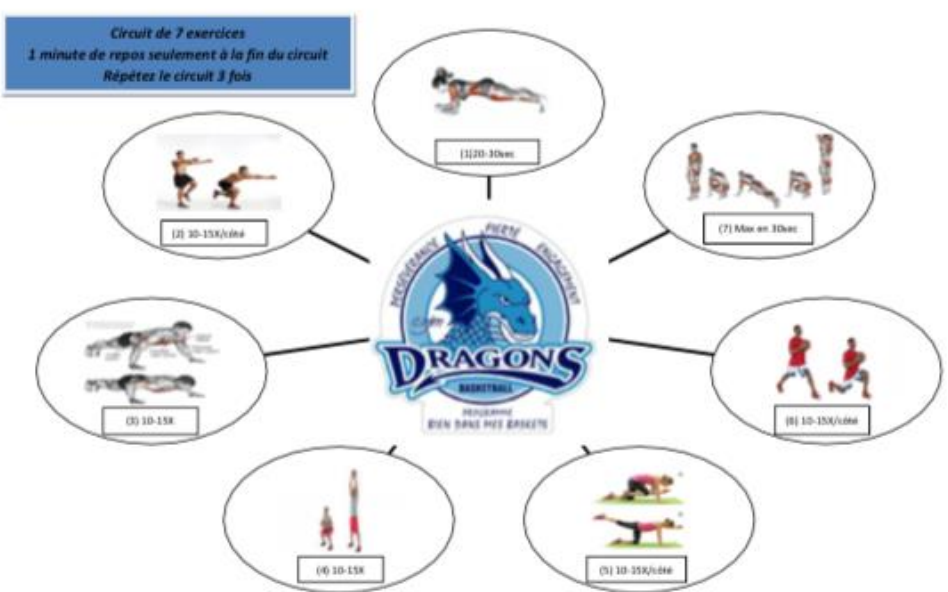 Circuit de 7 exercices
1 minute de repos seulement à la fin du circuit
Répétez le circuit 3 fois
(1)20-30sec
(2) 10-15X/côté
(7) Max en 30sec
PERSÉVÉRANCE FIERTÉ ENGAGEMENT
DRAGONS
BASKETBALL
PROGRAMME
BIEN DANS MES BASKETS
(3) 10-15X
(6) 10-15X/côté
(4) 10-15X
(5) 10-15X/côté